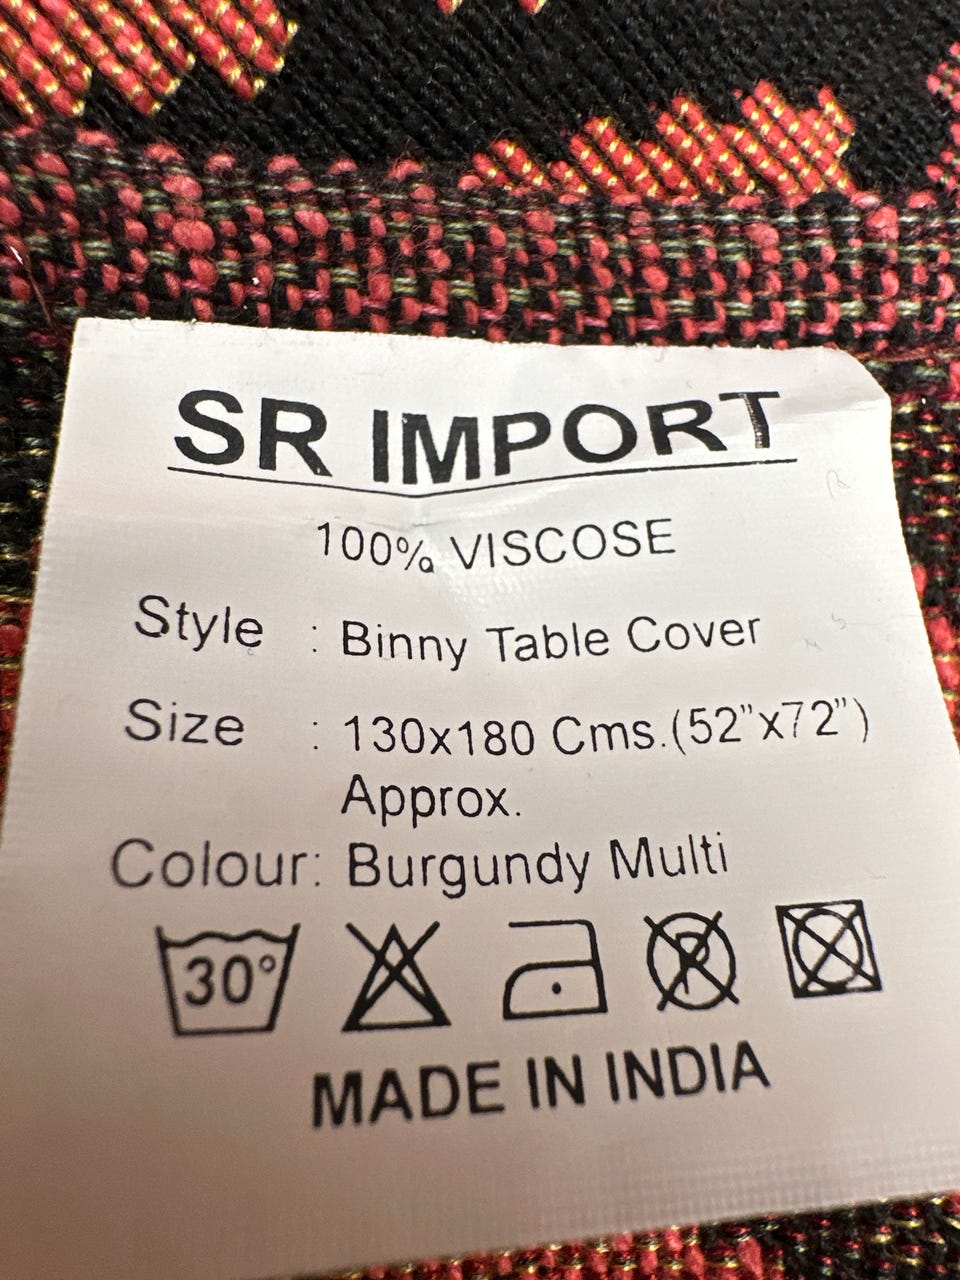 SR IMPORT
100% VISCOSE
Style : Binny Table Cover
Size : 130x180 Cms.(52"x72")
Approx.
Colour: Burgundy Multi
30°
P
MADE IN INDIA